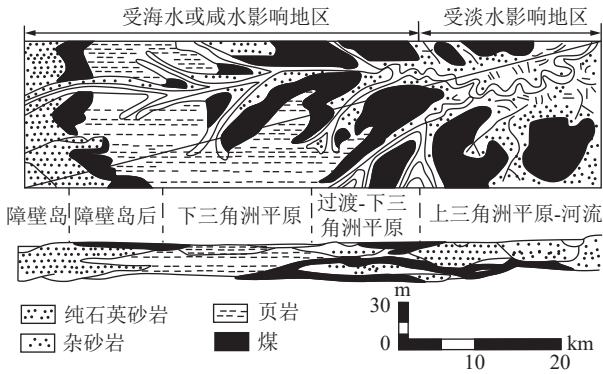 受海水或咸水影响地区
受淡水影响地区
障壁岛
障壁岛后
下三角洲平原
过渡-下三
角洲平原
上三角洲平原-河流
纯石英砂岩
页岩
杂砂岩
煤
m
30
0
10
20
km